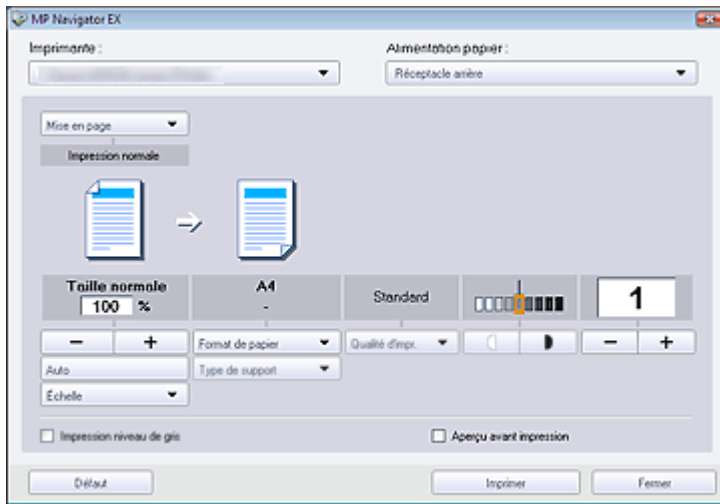 MP Navigator EX
Imprimante :
Alimentation papier :
Réceptacle arrière
Mise en page
Impression normale
Taille normale
100 %
A4
-
Standard
1
− +
Format de papier
Qualité d'impr.
− +
Auto
Type de support
Échelle
Impression niveau de gris
Aperçu avant impression
Défaut
Imprimer
Fermer